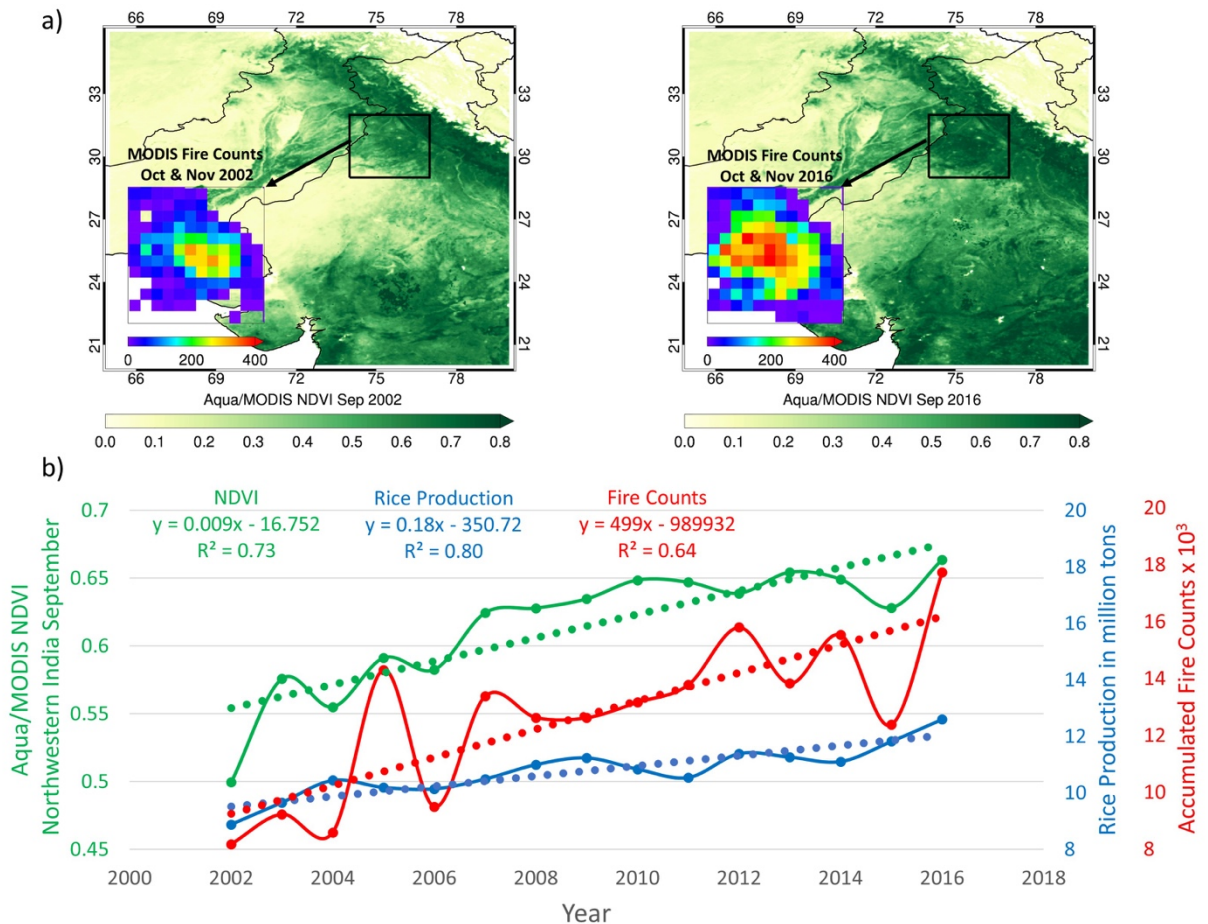 a)
66 69 72 75 78
66 69 72 75 78
33 33
30 30
27 27
24 24
21 21
MODIS Fire Counts
Oct & Nov 2002
0 200 400
66 69 72 75 78
Aqua/MODIS NDVI Sep 2002
0.0 0.1 0.2 0.3 0.4 0.5 0.6 0.7 0.8
33 33
30 30
27 27
24 24
21 21
MODIS Fire Counts
Oct & Nov 2016
0 200 400
66 69 72 75 78
Aqua/MODIS NDVI Sep 2016
0.0 0.1 0.2 0.3 0.4 0.5 0.6 0.7 0.8
b)
NDVI
y = 0.009x - 16.752
R² = 0.73
Rice Production
y = 0.18x - 350.72
R² = 0.80
Fire Counts
y = 499x - 989932
R² = 0.64
Aqua/MODIS NDVI
Northwestern India September
0.7
0.65
0.6
0.55
0.5
0.45
20
18
16
14
12
10
8
Rice Production in million tons
20
18
16
14
12
10
8
Accumulated Fire Counts x 10³
2000 2002 2004 2006 2008 2010 2012 2014 2016 2018
Year